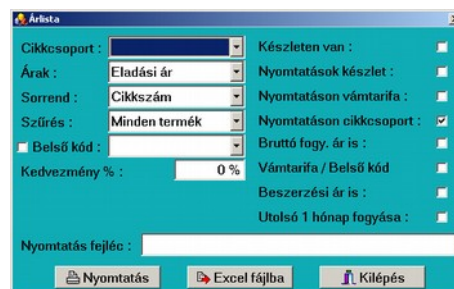 Árlista
Cikkcsoport :
Árak : Eladási ár
Sorrend : Cikkszám
Szűrés : Minden termék
Belső kód :
Kedvezmény % : 0 %
Készleten van :
Nyomtatások készlet :
Nyomtatáson vámtarifa :
Nyomtatáson cikkcsoport :
Bruttó fogy. ár is :
Vámtarifa / Belső kód
Beszerzési ár is :
Utolsó 1 hónap fogyása :
Nyomtatás fejléc :
Nyomtatás Excel fájlba Kilépés